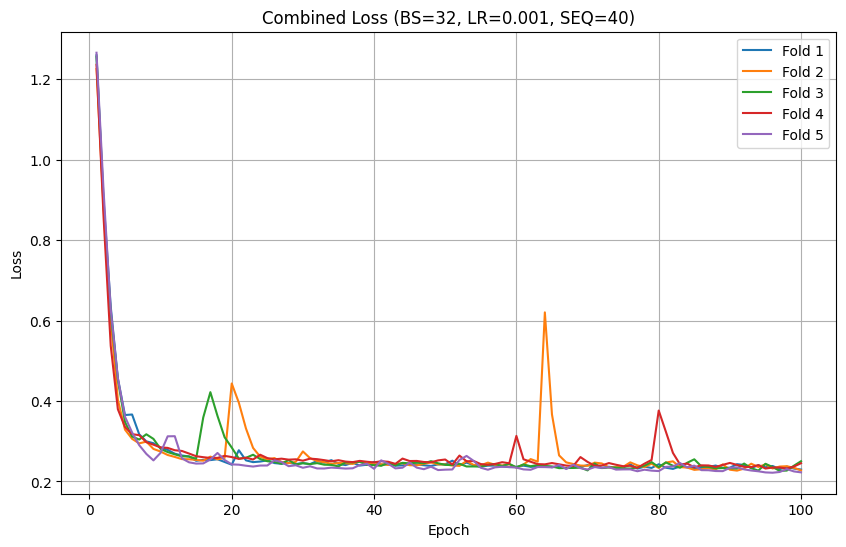 Combined Loss (BS=32, LR=0.001, SEQ=40)
Fold 1
Fold 2
Fold 3
Fold 4
Fold 5
1.2
1.0
0.8
0.6
0.4
0.2
Loss
0
20
40
60
80
100
Epoch